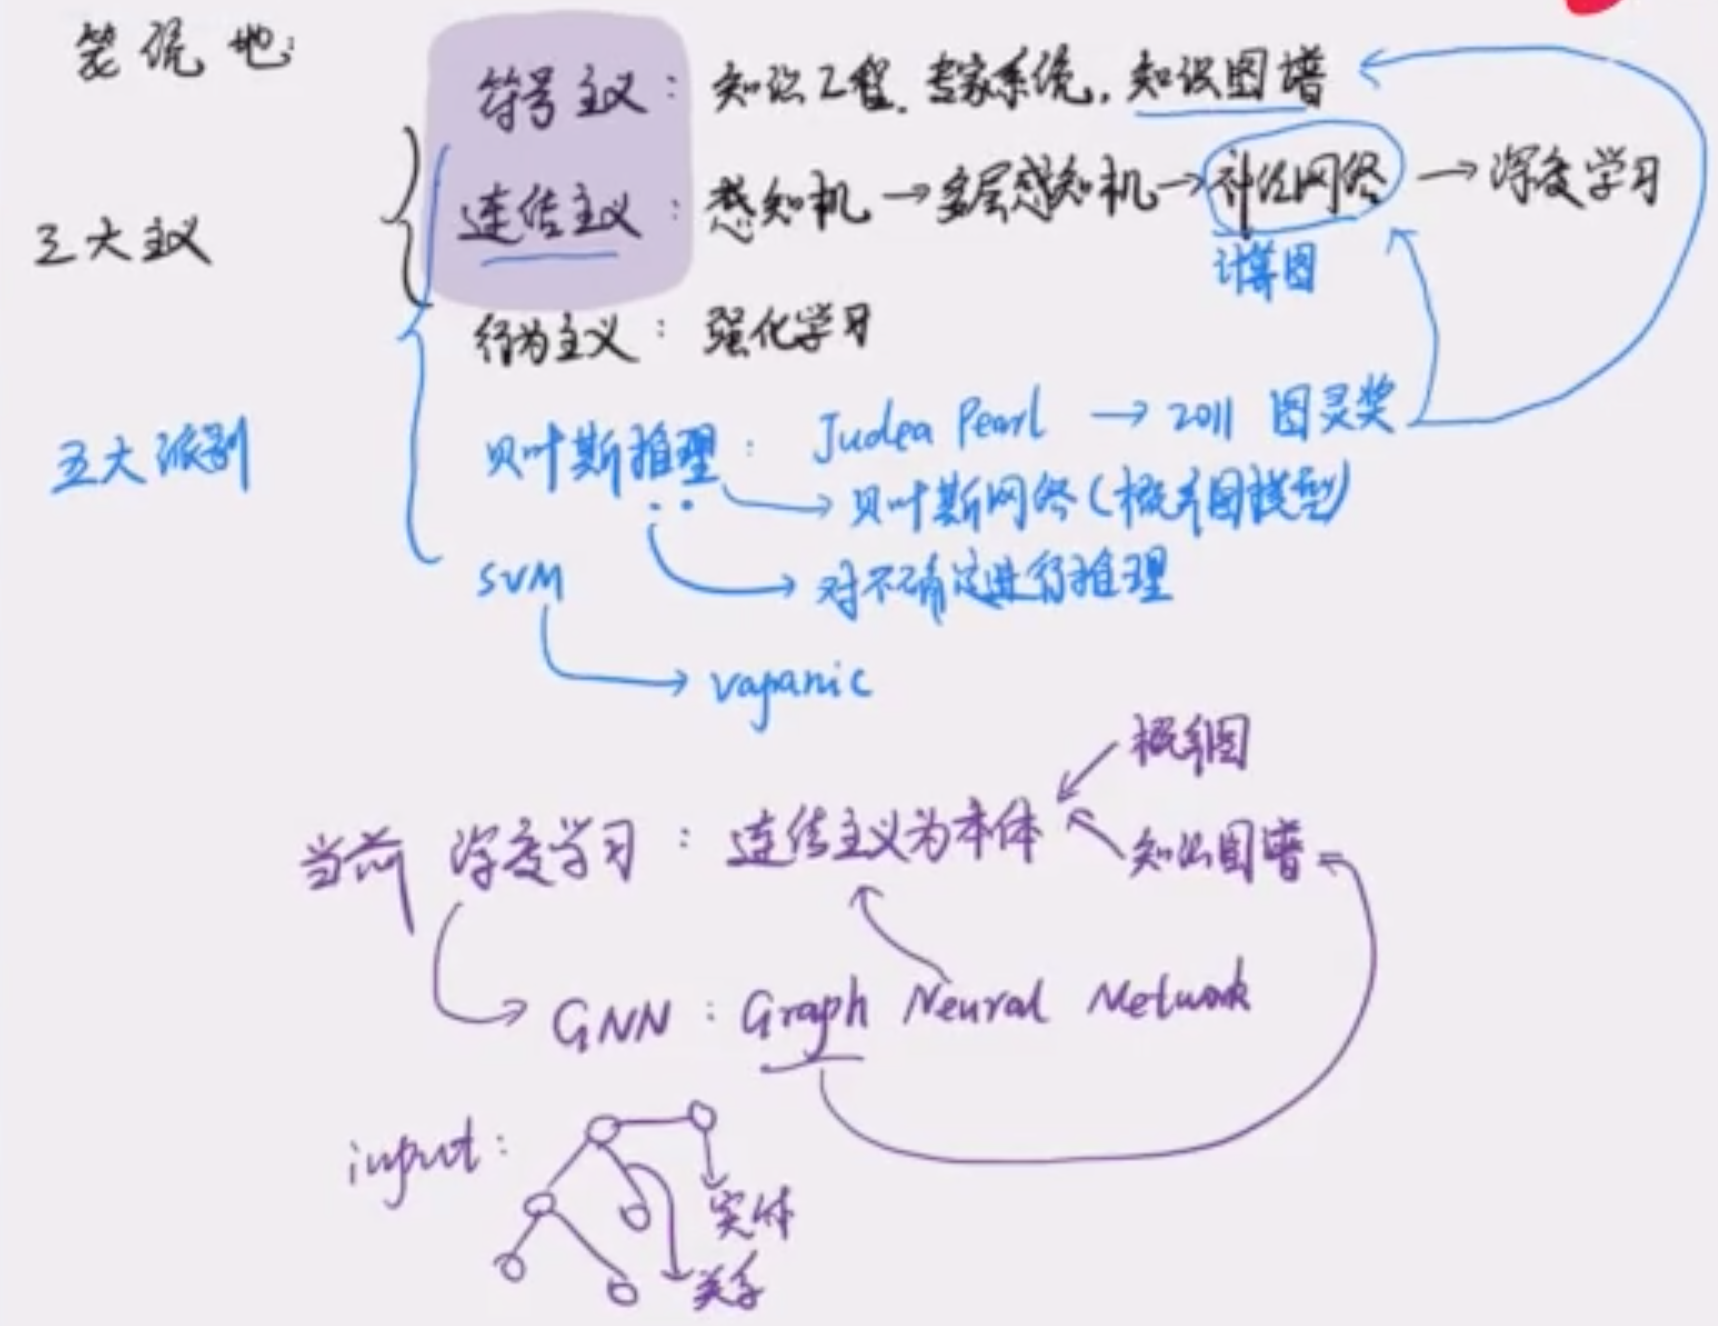 笼统地:
符号主义: 知识工程. 专家系统. 知识图谱
三大主义
连结主义: 感知机→多层感知机→神经网络→深度学习
计算图
行为主义: 强化学习
五大派别
贝叶斯推理: Judea Pearl → 2011 图灵奖
贝叶斯网络(概率图模型)
对不确定进行推理
SVM
vapanic
概率图
当前 深度学习: 连结主义为本体
知识图谱
GNN: Graph Neural Network
input:
实体
关系